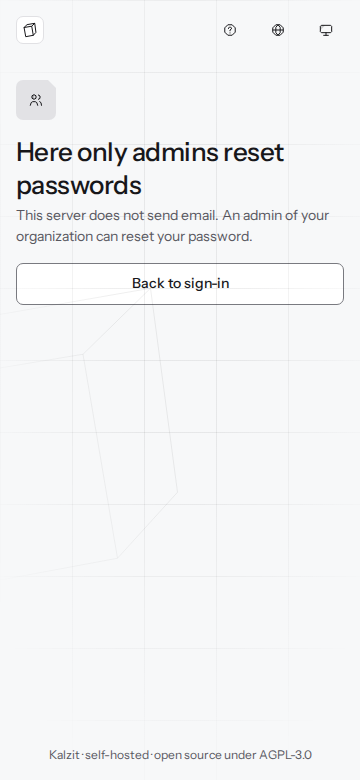 Here only admins reset
passwords
This server does not send email. An admin of your
organization can reset your password.
Back to sign-in
Kalzit · self-hosted · open source under AGPL-3.0